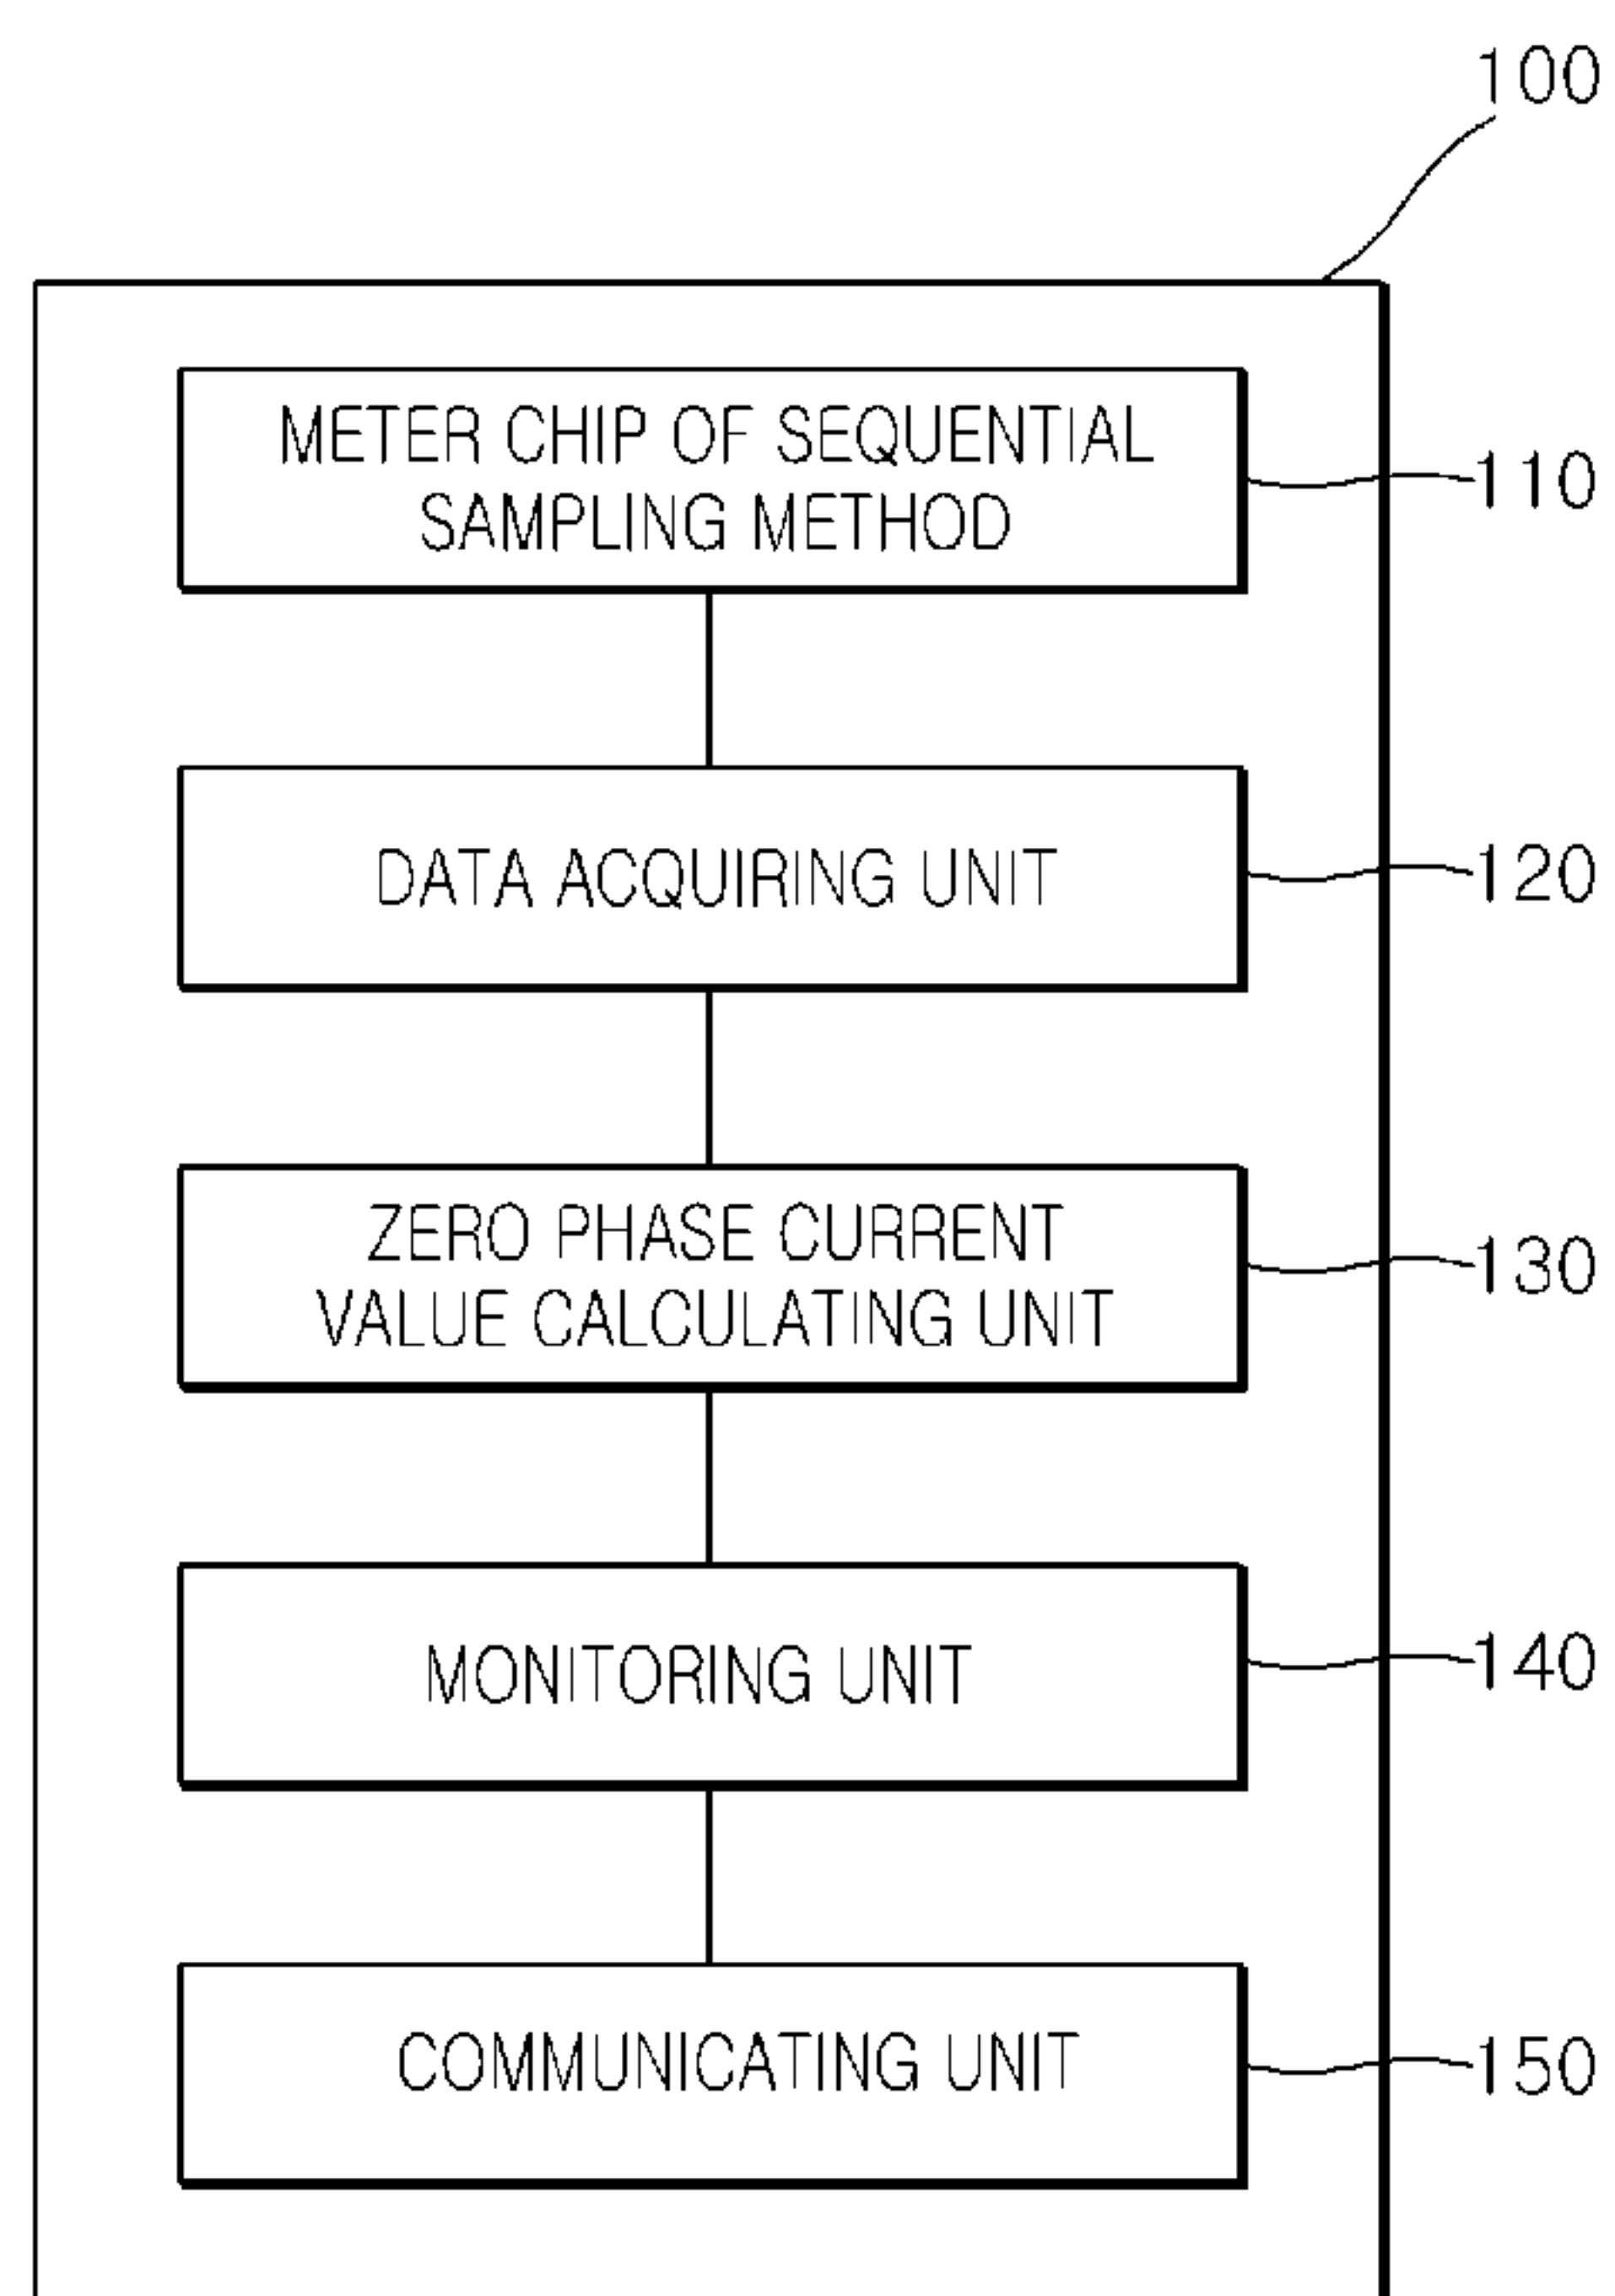 100
METER CHIP OF SEQUENTIAL
SAMPLING METHOD
110
DATA ACQUIRING UNIT
120
ZERO PHASE CURRENT
VALUE CALCULATING UNIT
130
MONITORING UNIT
140
COMMUNICATING UNIT
150